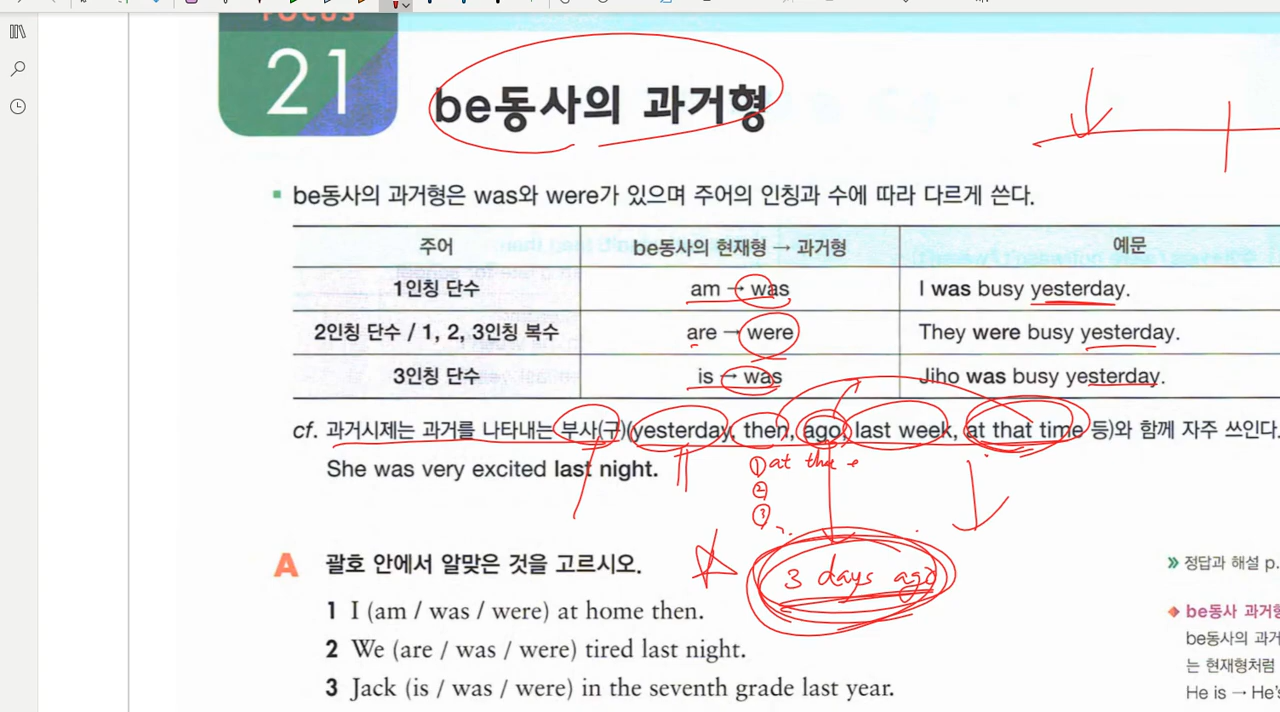 FOCUS
21
be동사의 과거형
be동사의 과거형은 was와 were가 있으며 주어의 인칭과 수에 따라 다르게 쓴다.
주어 be동사의 현재형 → 과거형 예문
1인칭 단수 am → was I was busy yesterday.
2인칭 단수 / 1, 2, 3인칭 복수 are → were They were busy yesterday.
3인칭 단수 is → was Jiho was busy yesterday.
cf. 과거시제는 과거를 나타내는 부사(구)(yesterday, then, ago, last week, at that time 등)와 함께 자주 쓰인다.
She was very excited last night.
① at the
②
③
3 days ago
A 괄호 안에서 알맞은 것을 고르시오.
1 I (am / was / were) at home then.
2 We (are / was / were) tired last night.
3 Jack (is / was / were) in the seventh grade last year.
» 정답과 해설 p.
be동사 과거형
be동사의 과거
는 현재형처럼
He is → He's